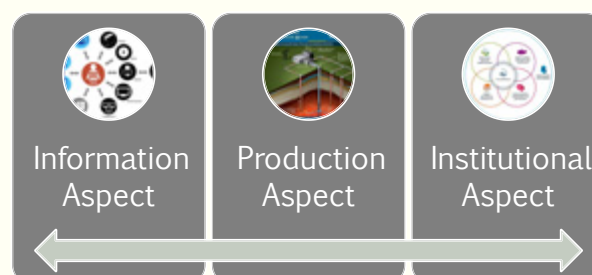 Information
Aspect
Production
Aspect
Institutional
Aspect